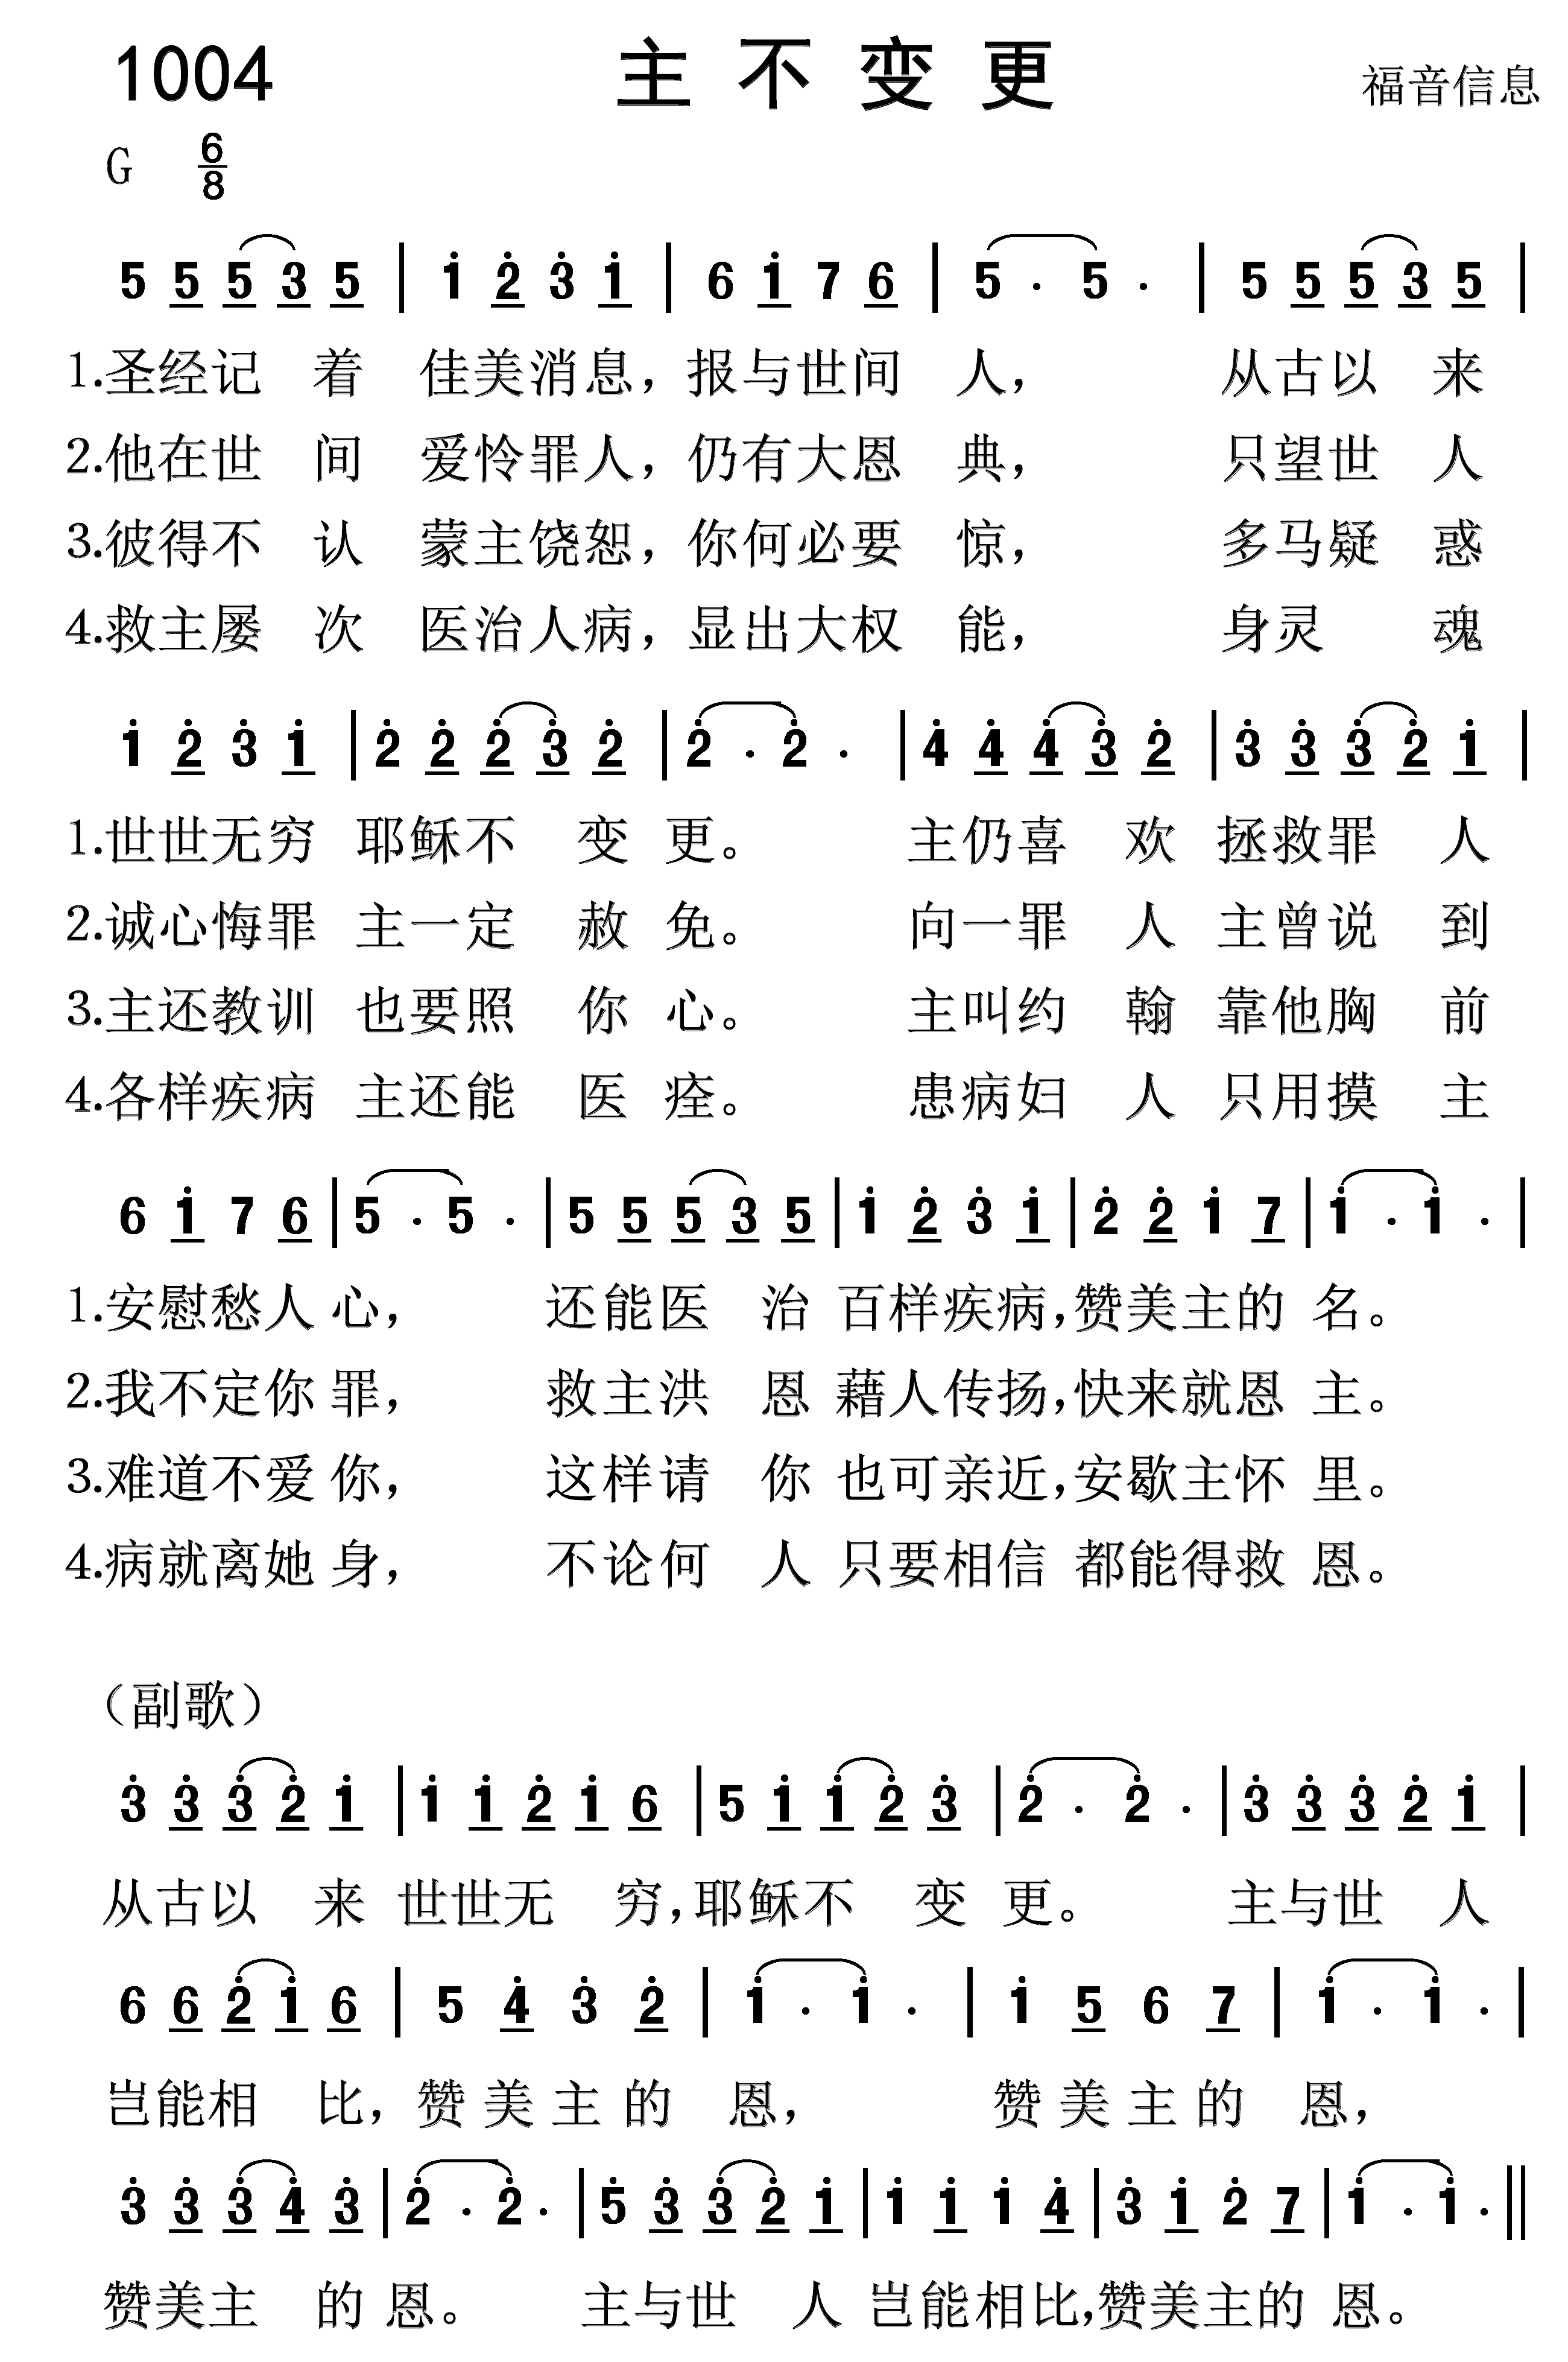 1004 主不变更 福音信息
G 6/8
5 5 5 3 5 | 1̇ 2̇ 3̇ 1̇ | 6 1̇ 7 6 | 5 · 5 · | 5 5 5 3 5 |
1.圣经记 着 佳美消息，报与世间 人， 从古以 来
2.他在世 间 爱怜罪人，仍有大恩 典， 只望世 人
3.彼得不 认 蒙主饶恕，你何必要 惊， 多马疑 惑
4.救主屡 次 医治人病，显出大权 能， 身灵 魂
1̇ 2̇ 3̇ 1̇ | 2̇ 2̇ 2̇ 3̇ 2̇ | 2̇ · 2̇ · | 4̇ 4̇ 4̇ 3̇ 2̇ | 3̇ 3̇ 3̇ 2̇ 1̇ |
1.世世无穷 耶稣不 变 更。 主仍喜 欢 拯救罪 人
2.诚心悔罪 主一定 赦 免。 向一罪 人 主曾说 到
3.主还教训 也要照 你 心。 主叫约 翰 靠他胸 前
4.各样疾病 主还能 医 痊。 患病妇 人 只用摸 主
6 1̇ 7 6 | 5 · 5 · | 5 5 5 3 5 | 1̇ 2̇ 3̇ 1̇ | 2̇ 2̇ 1̇ 7 | 1̇ · 1̇ · |
1.安慰愁人 心， 还能医 治 百样疾病，赞美主的 名。
2.我不定你 罪， 救主洪 恩 藉人传扬，快来就恩 主。
3.难道不爱 你， 这样请 你 也可亲近，安歇主怀 里。
4.病就离她 身， 不论何 人 只要相信 都能得救 恩。
（副歌）
3̇ 3̇ 3̇ 2̇ 1̇ | 1̇ 1̇ 2̇ 1̇ 6 | 5 1̇ 1̇ 2̇ 3̇ | 2̇ · 2̇ · | 3̇ 3̇ 3̇ 2̇ 1̇ |
从古以 来 世世无 穷，耶稣不 变 更。 主与世 人
6 6 2̇ 1̇ 6 | 5 4̇ 3̇ 2̇ | 1̇ · 1̇ · | 1̇ 5 6 7 | 1̇ · 1̇ · |
岂能相 比，赞 美 主 的 恩， 赞 美 主 的 恩，
3̇ 3̇ 3̇ 4̇ 3̇ | 2̇ · 2̇ · | 5̇ 3̇ 3̇ 2̇ 1̇ | 1̇ 1̇ 1̇ 4̇ | 3̇ 1̇ 2̇ 7 | 1̇ · 1̇ · ||
赞美主 的 恩。 主与世 人 岂能相比，赞美主的 恩。